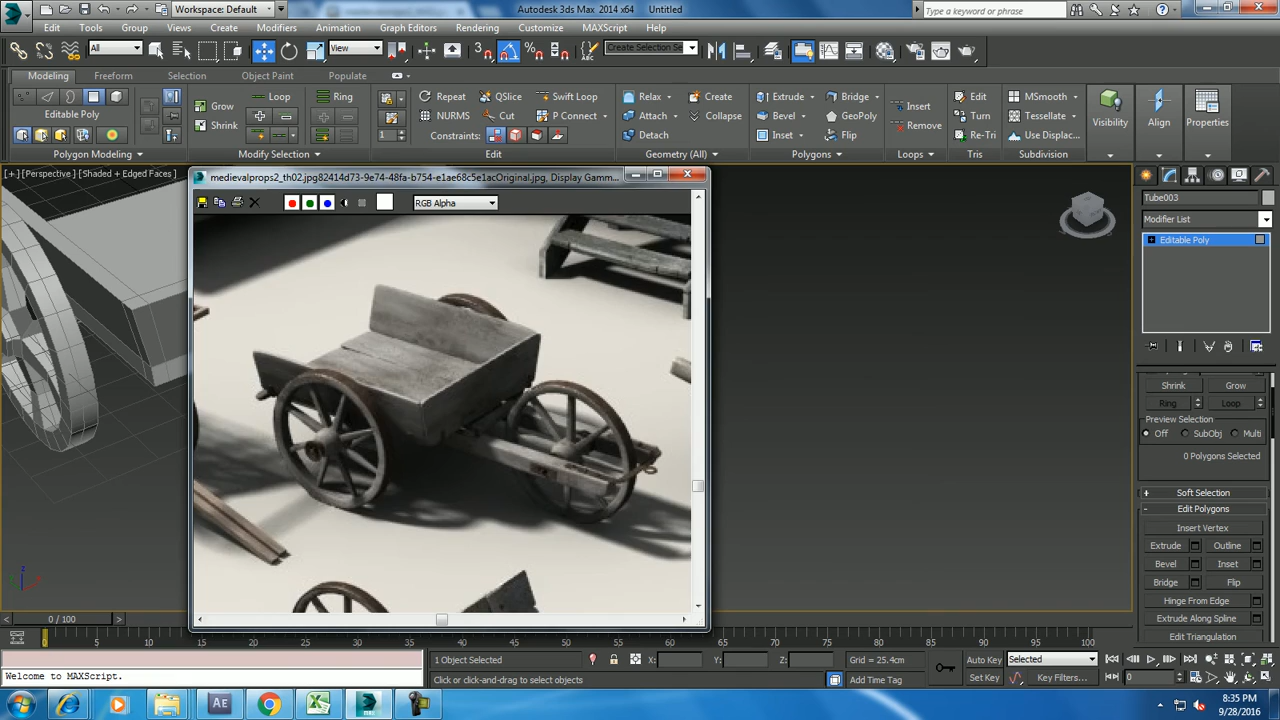 Workspace: Default
Autodesk 3ds Max 2014 x64 Untitled
Type a keyword or phrase
MAX
Edit Tools Group Views Create Modifiers Animation Graph Editors Rendering Customize MAXScript Help
All View 3 Create Selection Se
Modeling Freeform Selection Object Paint Populate
Editable Poly
Polygon Modeling
Grow Loop Ring
Shrink
1
Modify Selection
Repeat QSlice Swift Loop
NURMS Cut P Connect
Constraints:
Edit
Relax Create
Attach Collapse
Detach
Geometry (All)
Extrude Bridge
Bevel GeoPoly
Inset Flip
Polygons
Insert
Remove
Loops
Edit
Turn
Re-Tri
Tris
MSmooth
Tessellate
Use Displac...
Subdivision
Visibility Align Properties
[+] [Perspective] [Shaded + Edged Faces]
medievalprops2_th02.jpg82414d73-9e74-48fa-b754-e1ae68c5e1acOriginal.jpg, Display Gamm...
RGB Alpha
Tube003
Modifier List
Editable Poly
Shrink Grow
Ring Loop
Preview Selection
Off SubObj Multi
0 Polygons Selected
+ Soft Selection
- Edit Polygons
Insert Vertex
Extrude Outline
Bevel Inset
Bridge Flip
Hinge From Edge
Extrude Along Spline
Edit Triangulation
z
0 / 100
0 5 10 15 20 25 30 35 40 45 50 55 60 65 70 75 80 85 90 95 100
1 Object Selected X: Y: Z: Grid = 25.4cm Auto Key Selected
Welcome to MAXScript. Click or click-and-drag to select objects Add Time Tag Set Key Key Filters... 0
AE
MAX
8:35 PM
9/28/2016